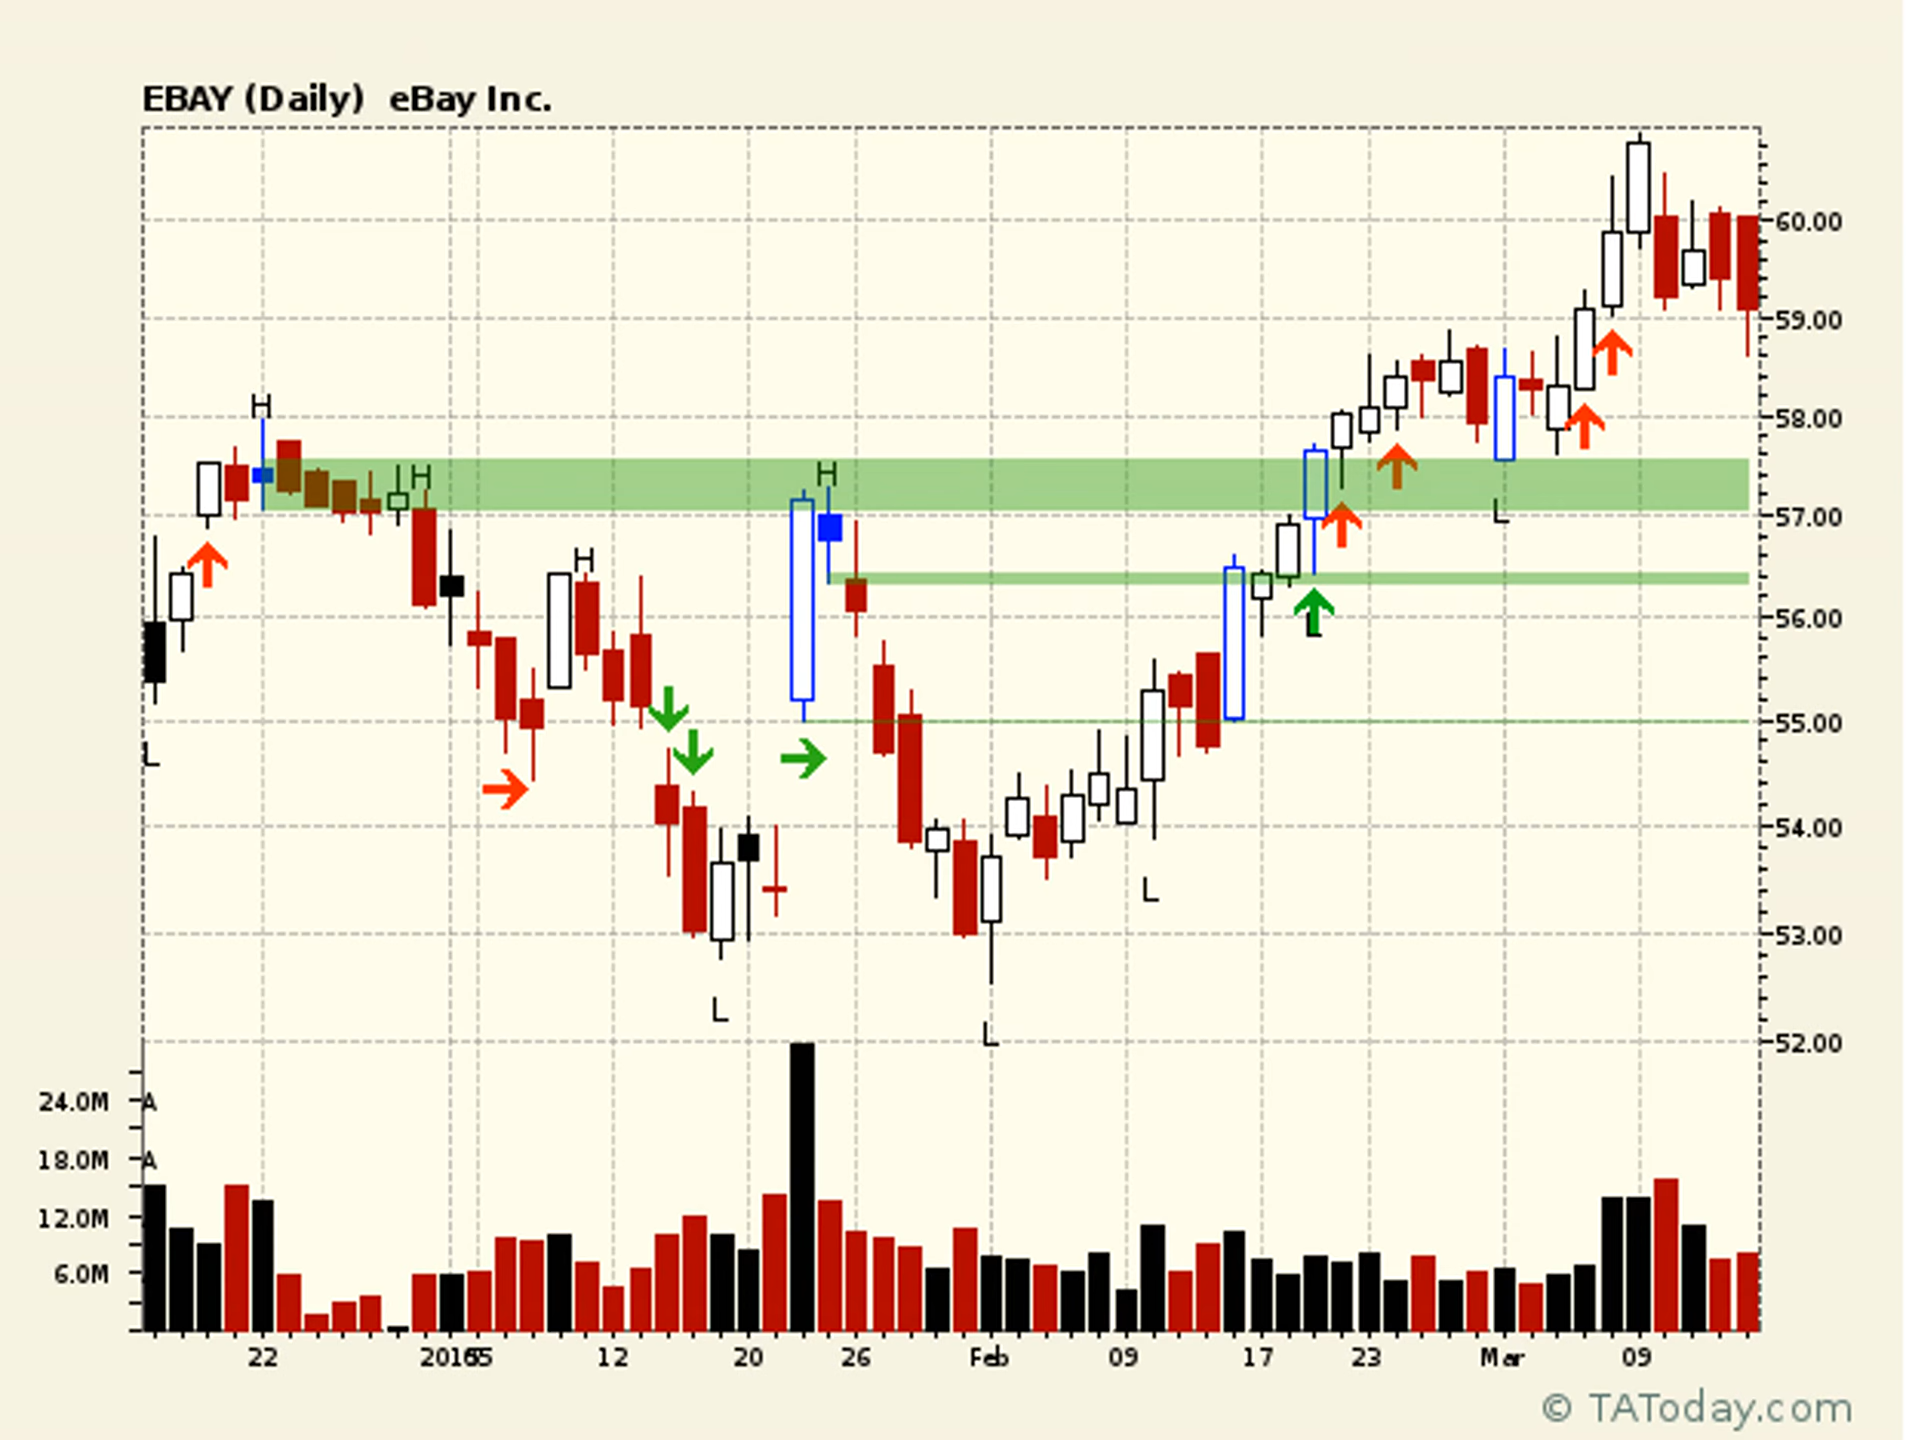 EBAY (Daily) eBay Inc.
60.00
59.00
H
58.00
H
H
57.00
L
H
56.00
L
55.00
L
54.00
L
53.00
L
L
52.00
24.0M A
18.0M A
12.0M
6.0M
22 2016 5 12 20 26 Feb 09 17 23 Mar 09
© TAToday.com